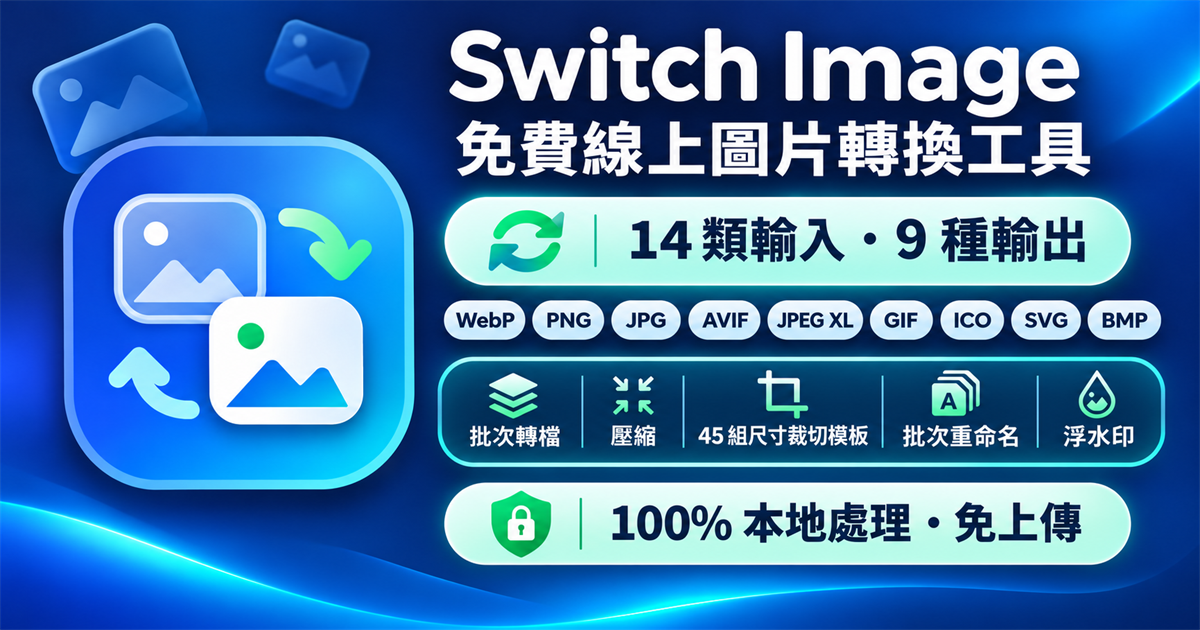 Switch Image
免費線上圖片轉換工具
14 類輸入・9 種輸出
WebP PNG JPG AVIF JPEG XL GIF ICO SVG BMP
批次轉檔 壓縮 45 組尺寸裁切模板 A 批次重命名 浮水印
100% 本地處理・免上傳